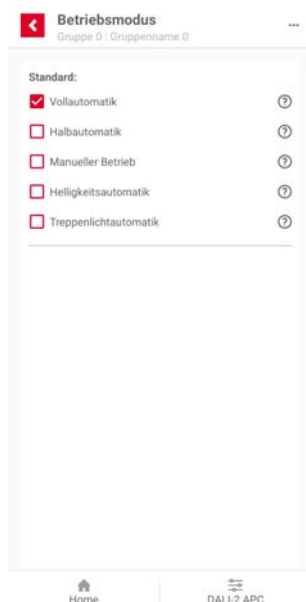 Betriebsmodus
Gruppe 0 : Gruppenname 0
Standard:
Vollautomatik
Halbautomatik
Manueller Betrieb
Helligkeitsautomatik
Treppenlichtautomatik
Home
DALI-2 APC